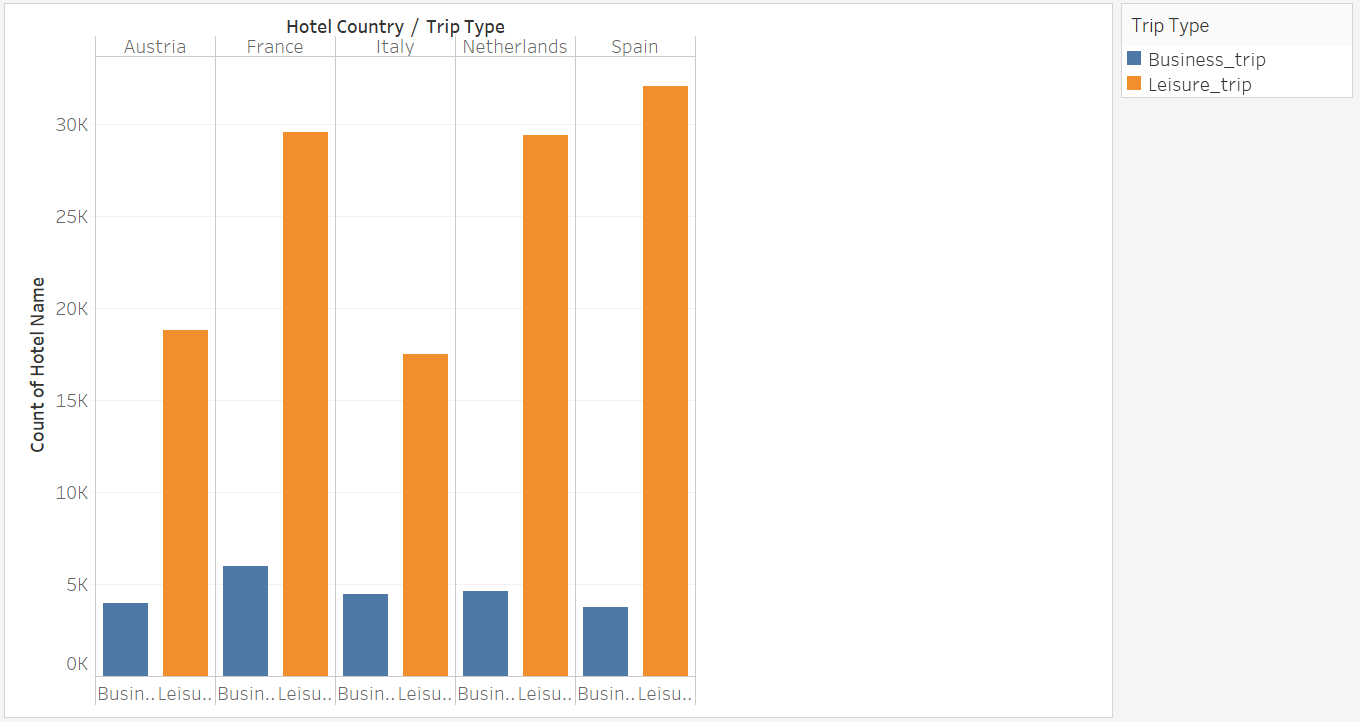 Hotel Country / Trip Type
Austria France Italy Netherlands Spain
30K
25K
20K
15K
10K
5K
0K
Count of Hotel Name
Busin.. Leisu.. Busin.. Leisu.. Busin.. Leisu.. Busin.. Leisu.. Busin.. Leisu..
Trip Type
Business_trip
Leisure_trip